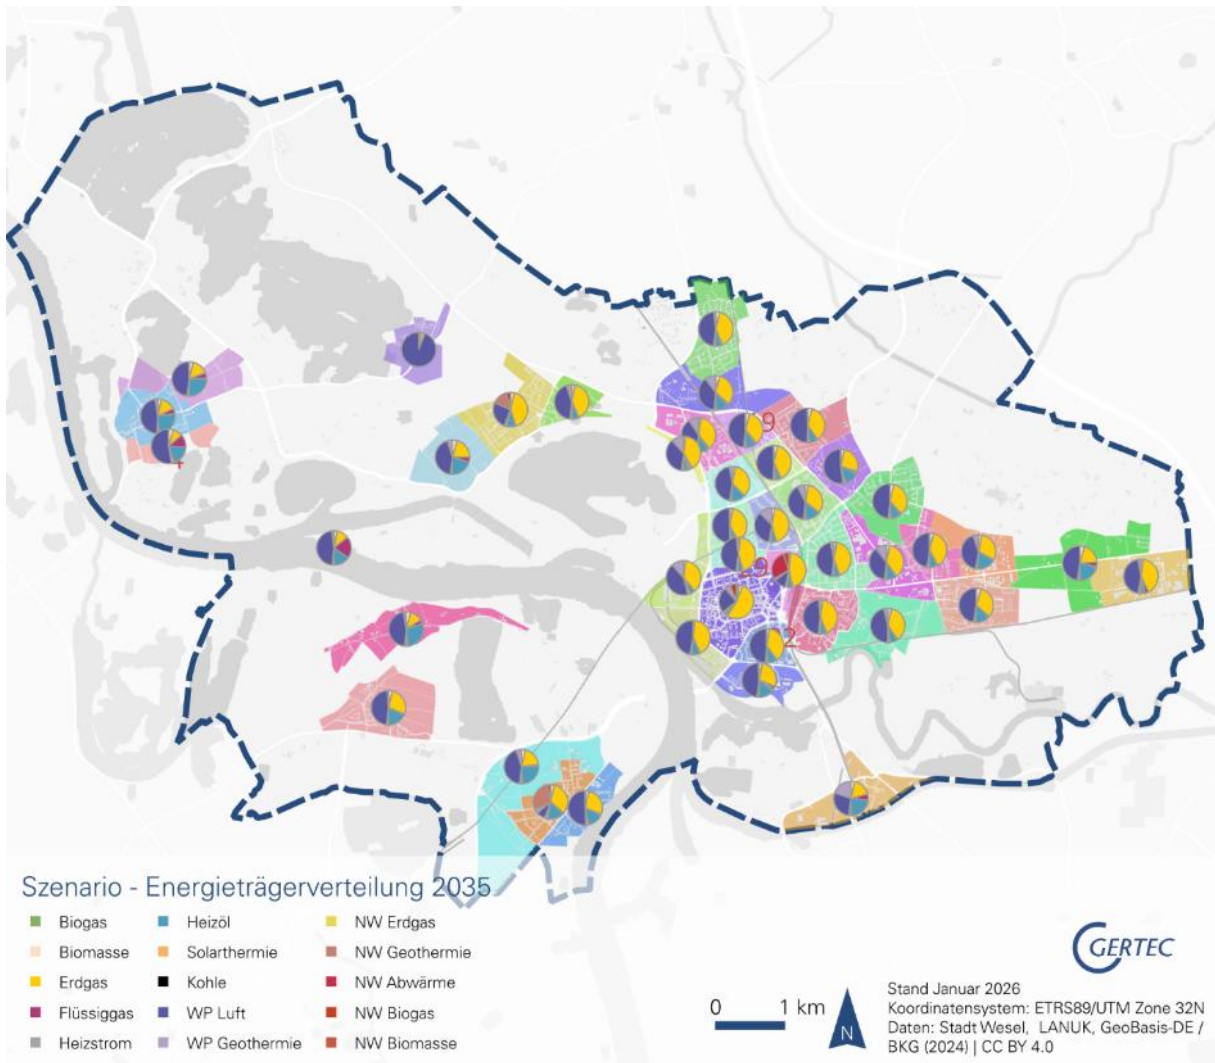 9
2
Szenario - Energieträgerverteilung 2035
Biogas
Biomasse
Erdgas
Flüssiggas
Heizstrom
Heizöl
Solarthermie
Kohle
WP Luft
WP Geothermie
NW Erdgas
NW Geothermie
NW Abwärme
NW Biogas
NW Biomasse
0 1 km
N
GERTEC
Stand Januar 2026
Koordinatensystem: ETRS89/UTM Zone 32N
Daten: Stadt Wesel, LANUK, GeoBasis-DE /
BKG (2024) | CC BY 4.0